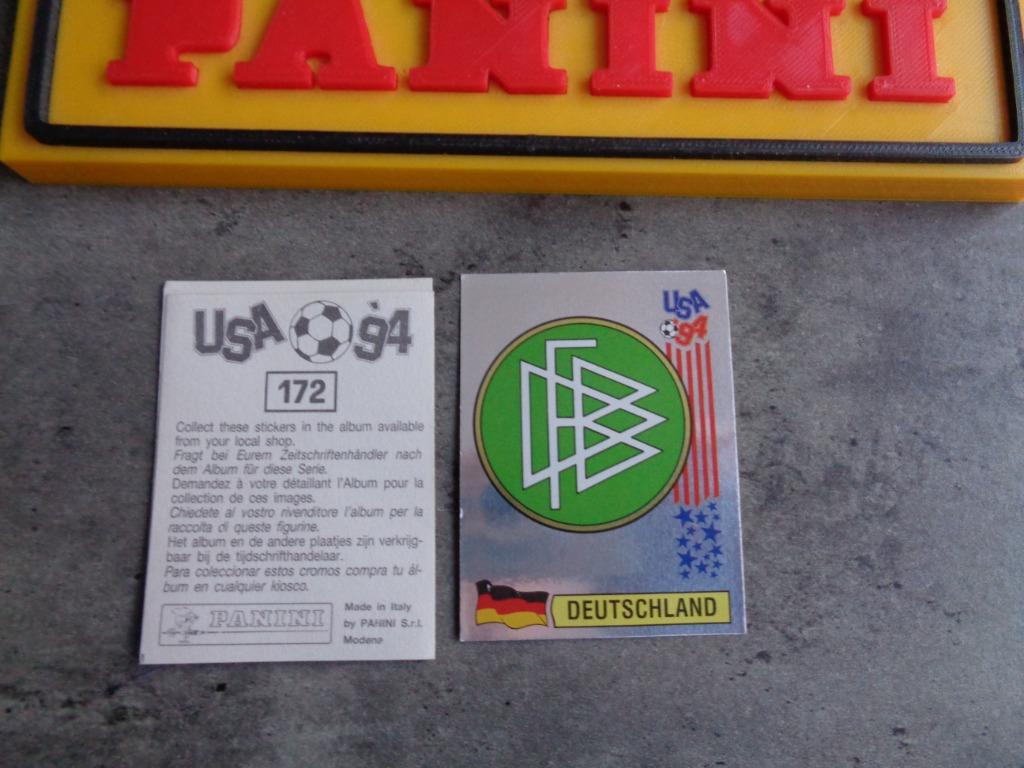 PANINI
USA 94
172
Collect these stickers in the album available
from your local shop.
Fragt bei Eurem Zeitschriftenhändler nach
dem Album für diese Serie.
Demandez à votre détaillant l'Album pour la
collection de ces images.
Chiedete al vostro rivenditore l'album per la
raccolta di queste figurine.
Het album en de andere plaatjes zijn verkrijg-
baar bij de tijdschrifthandelaar.
Para coleccionar estos cromos compra tu ál-
bum en cualquier kiosco.
PANINI
Made in Italy
by PANINI S.r.l.
Modena
USA
94
DFB
DEUTSCHLAND